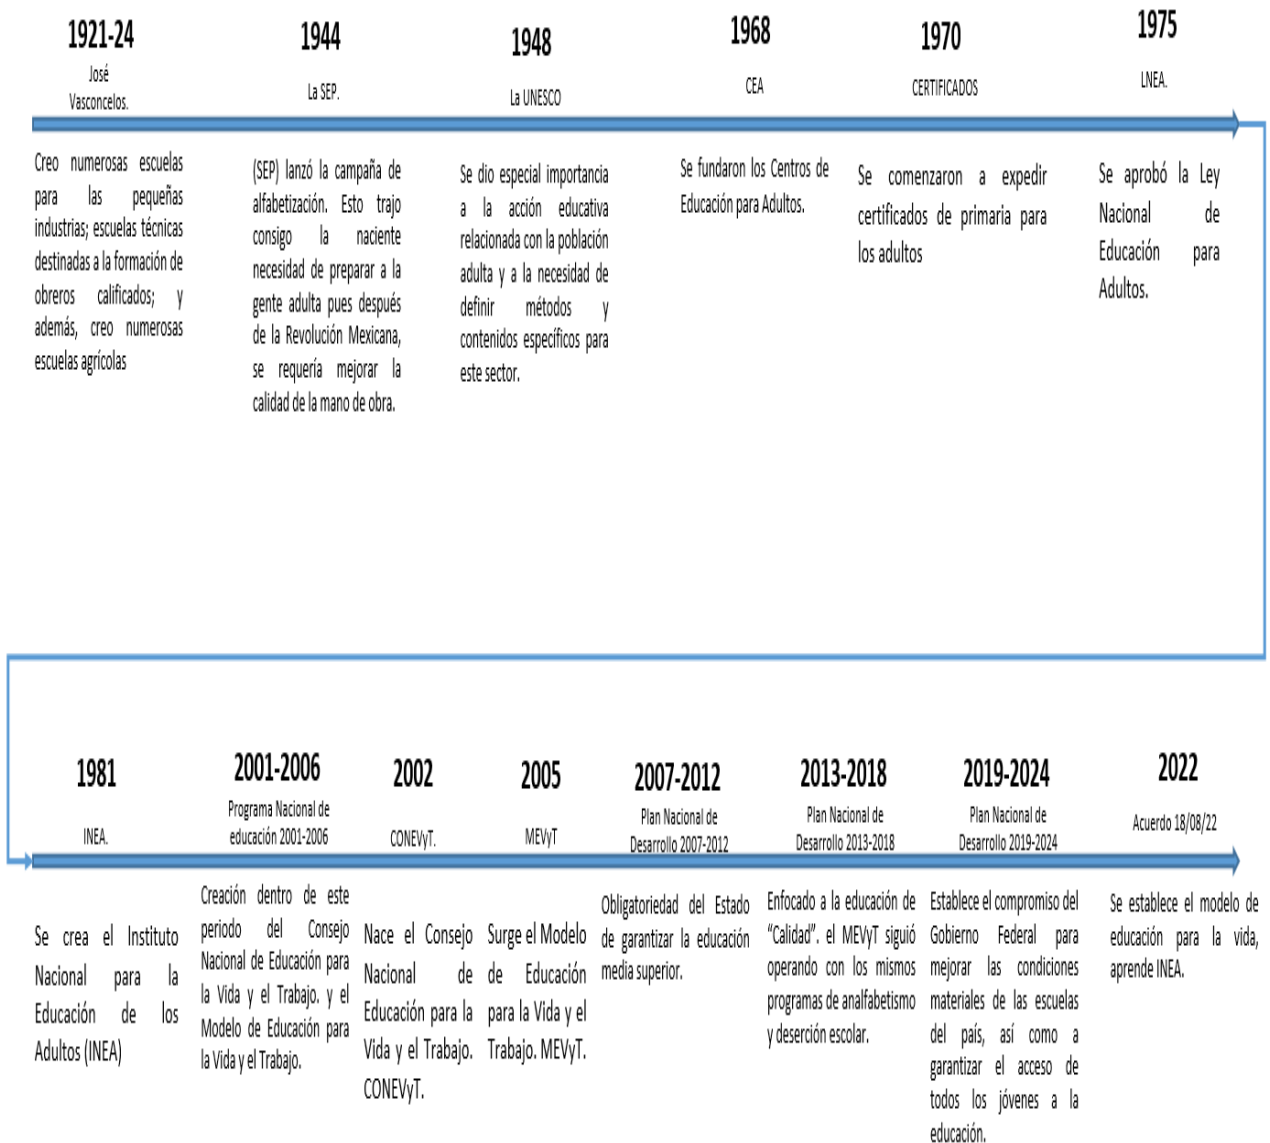 1921-24
José
Vasconcelos.
Creo numerosas escuelas
para las pequeñas
industrias; escuelas técnicas
destinadas a la formación de
obreros calificados; y
además, creo numerosas
escuelas agrícolas
1944
La SEP.
(SEP) lanzó la campaña de
alfabetización. Esto trajo
consigo la naciente
necesidad de preparar a la
gente adulta pues después
de la Revolución Mexicana,
se requería mejorar la
calidad de la mano de obra.
1948
La UNESCO
Se dio especial importancia
a la acción educativa
relacionada con la población
adulta y a la necesidad de
definir métodos y
contenidos específicos para
este sector.
1968
CEA
Se fundaron los Centros de
Educación para Adultos.
1970
CERTIFICADOS
Se comenzaron a expedir
certificados de primaria para
los adultos
1975
LNEA.
Se aprobó la Ley
Nacional de
Educación para
Adultos.
1981
INEA.
Se crea el Instituto
Nacional para la
Educación de los
Adultos (INEA)
2001-2006
Programa Nacional de
educación 2001-2006
Creación dentro de este
periodo del Consejo
Nacional de Educación para
la Vida y el Trabajo. y el
Modelo de Educación para
la Vida y el Trabajo.
2002
CONEVyT.
Nace el Consejo
Nacional de
Educación para la
Vida y el Trabajo.
CONEVyT.
2005
MEVyT
Surge el Modelo
de Educación
para la Vida y el
Trabajo. MEVyT.
2007-2012
Plan Nacional de
Desarrollo 2007-2012
Obligatoriedad del Estado
de garantizar la educación
media superior.
2013-2018
Plan Nacional de
Desarrollo 2013-2018
Enfocado a la educación de
“Calidad”. el MEVyT siguió
operando con los mismos
programas de analfabetismo
y deserción escolar.
2019-2024
Plan Nacional de
Desarrollo 2019-2024
Establece el compromiso del
Gobierno Federal para
mejorar las condiciones
materiales de las escuelas
del país, así como a
garantizar el acceso de
todos los jóvenes a la
educación.
2022
Acuerdo 18/08/22
Se establece el modelo de
educación para la vida,
aprende INEA.